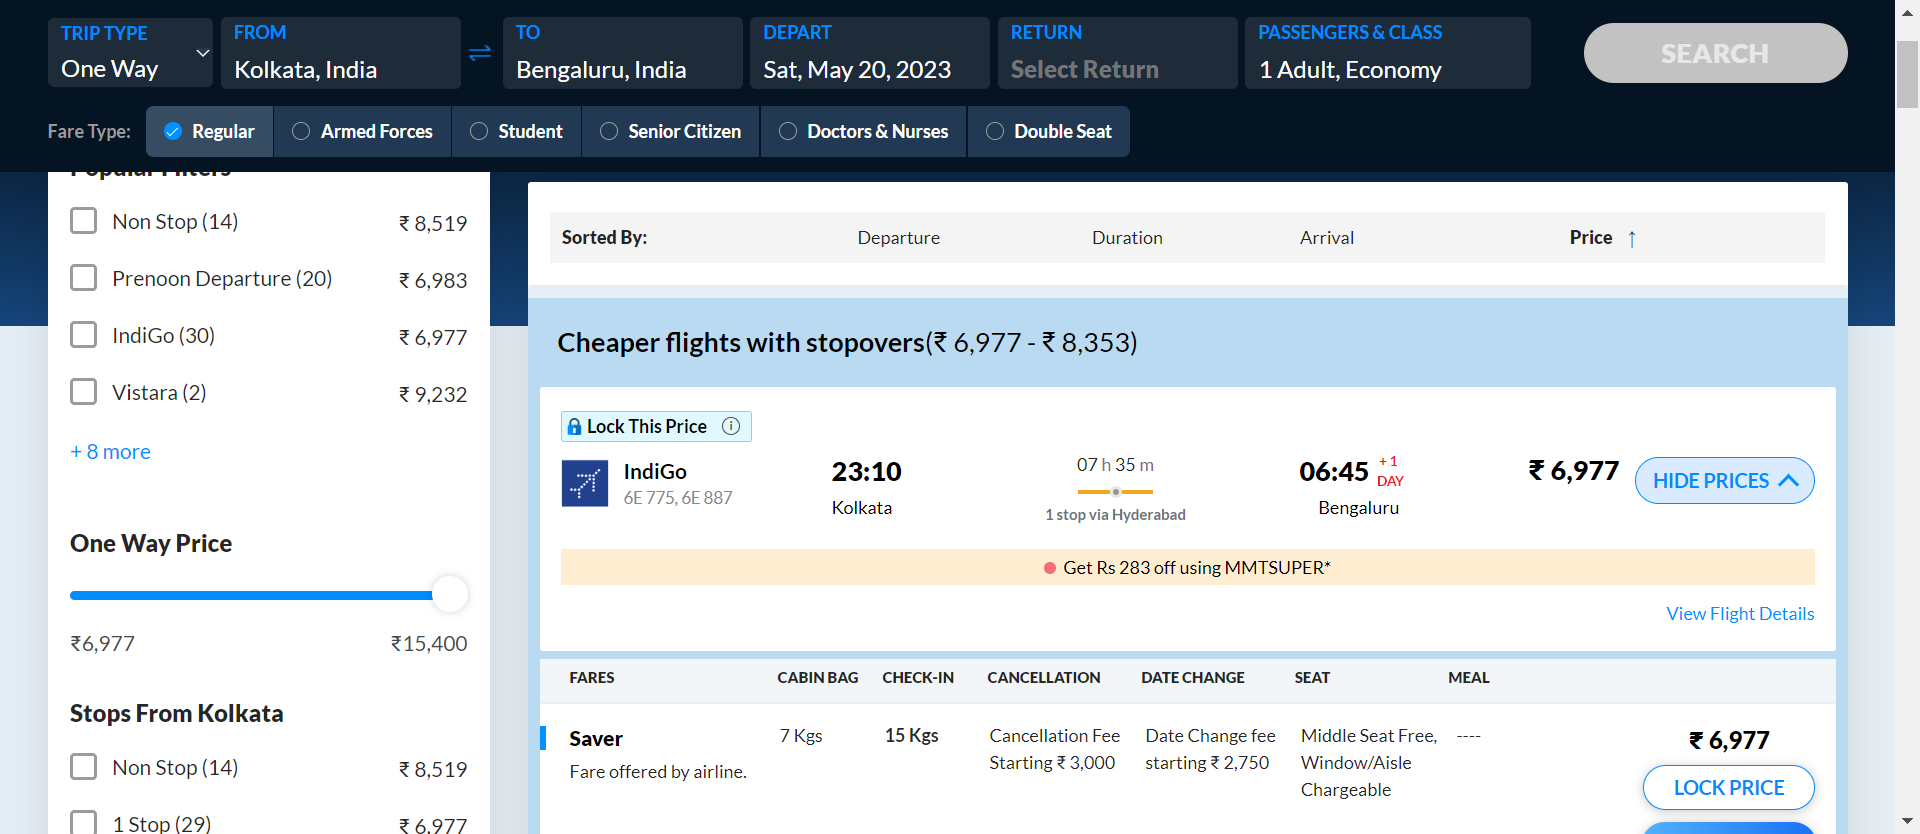 TRIP TYPE
One Way
FROM
Kolkata, India
TO
Bengaluru, India
DEPART
Sat, May 20, 2023
RETURN
Select Return
PASSENGERS & CLASS
1 Adult, Economy
SEARCH
Fare Type:
Regular
Armed Forces
Student
Senior Citizen
Doctors & Nurses
Double Seat
Popular Filters
Non Stop (14) ₹ 8,519
Prenoon Departure (20) ₹ 6,983
IndiGo (30) ₹ 6,977
Vistara (2) ₹ 9,232
+ 8 more
One Way Price
₹6,977 ₹15,400
Stops From Kolkata
Non Stop (14) ₹ 8,519
1 Stop (29) ₹ 6,977
Sorted By: Departure Duration Arrival Price ↑
Cheaper flights with stopovers(₹ 6,977 - ₹ 8,353)
Lock This Price
IndiGo
6E 775, 6E 887
23:10
Kolkata
07 h 35 m
1 stop via Hyderabad
06:45
+ 1
DAY
Bengaluru
₹ 6,977
HIDE PRICES
Get Rs 283 off using MMTSUPER*
View Flight Details
FARES CABIN BAG CHECK-IN CANCELLATION DATE CHANGE SEAT MEAL
Saver
Fare offered by airline.
7 Kgs
15 Kgs
Cancellation Fee
Starting ₹ 3,000
Date Change fee
starting ₹ 2,750
Middle Seat Free,
Window/Aisle
Chargeable
----
₹ 6,977
LOCK PRICE